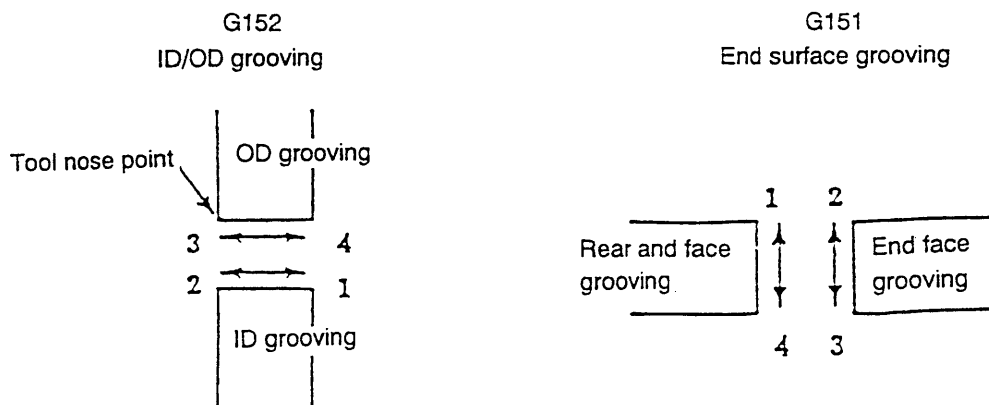 G152
ID/OD grooving
Tool nose point
OD grooving
3 4
2 1
ID grooving
G151
End surface grooving
1 2
Rear and face
grooving
End face
grooving
4 3